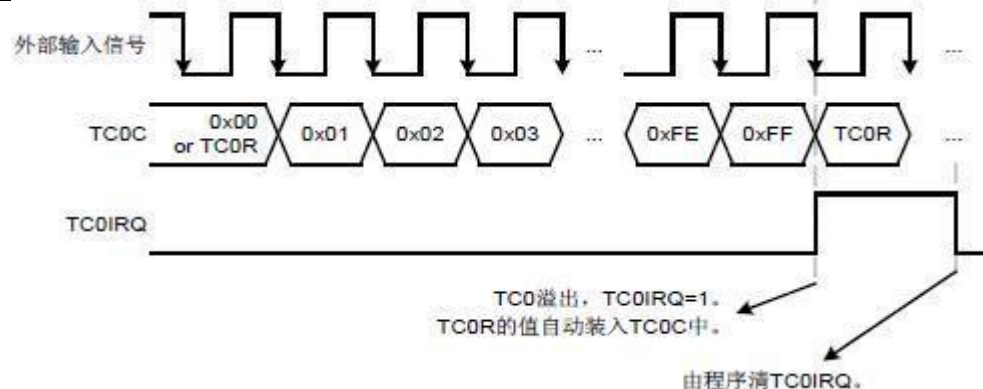 外部输入信号
...
...
TC0C
0x00
or TC0R
0x01
0x02
0x03
...
0xFE
0xFF
TC0R
...
TC0IRQ
TC0溢出，TC0IRQ=1。
TC0R的值自动装入TC0C中。
由程序清TC0IRQ。